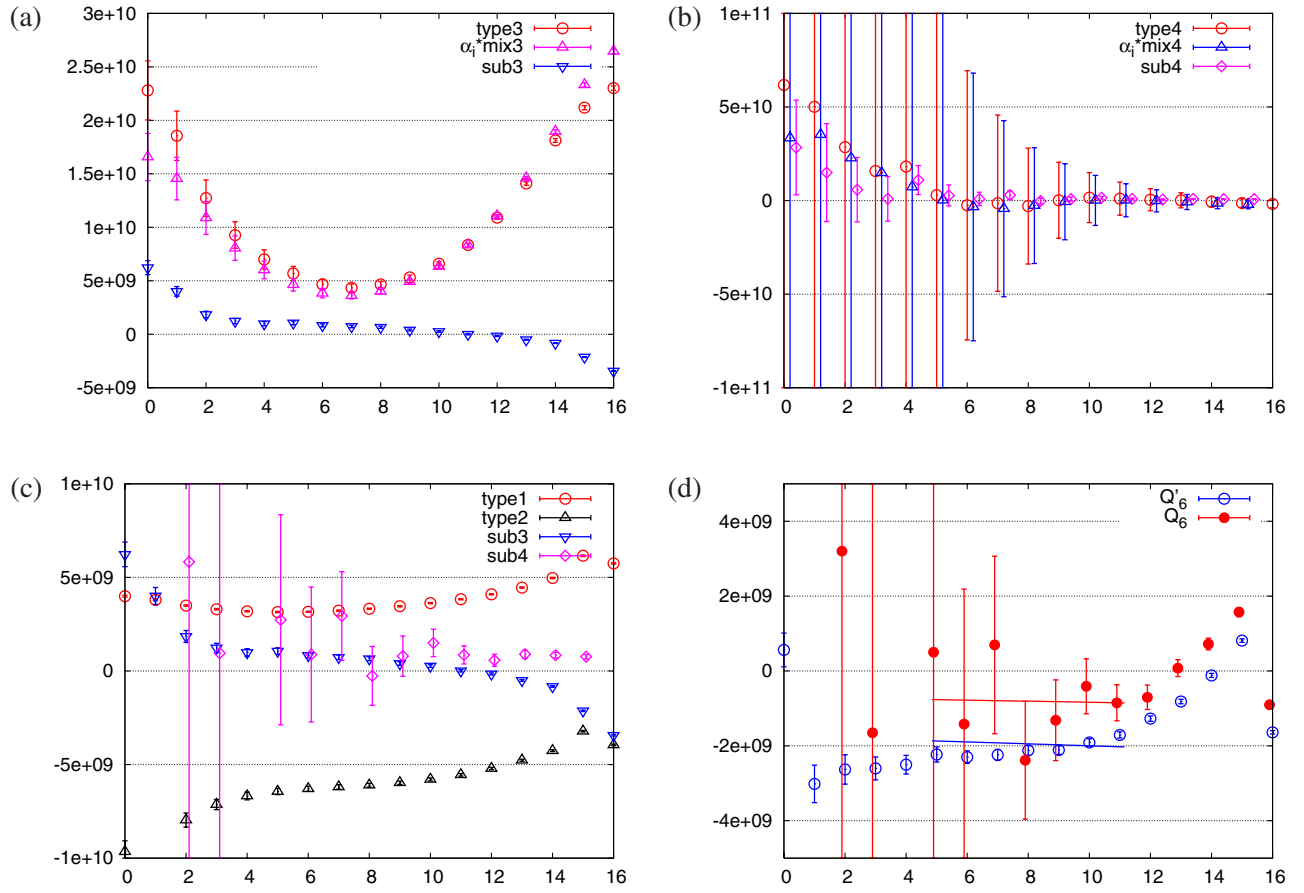 (a)
type3
αi*mix3
sub3
3e+10
2.5e+10
2e+10
1.5e+10
1e+10
5e+09
0
-5e+09
0 2 4 6 8 10 12 14 16
(b)
type4
αi*mix4
sub4
1e+11
5e+10
0
-5e+10
-1e+11
0 2 4 6 8 10 12 14 16
(c)
type1
type2
sub3
sub4
1e+10
5e+09
0
-5e+09
-1e+10
0 2 4 6 8 10 12 14 16
(d)
Q'6
Q6
4e+09
2e+09
0
-2e+09
-4e+09
0 2 4 6 8 10 12 14 16